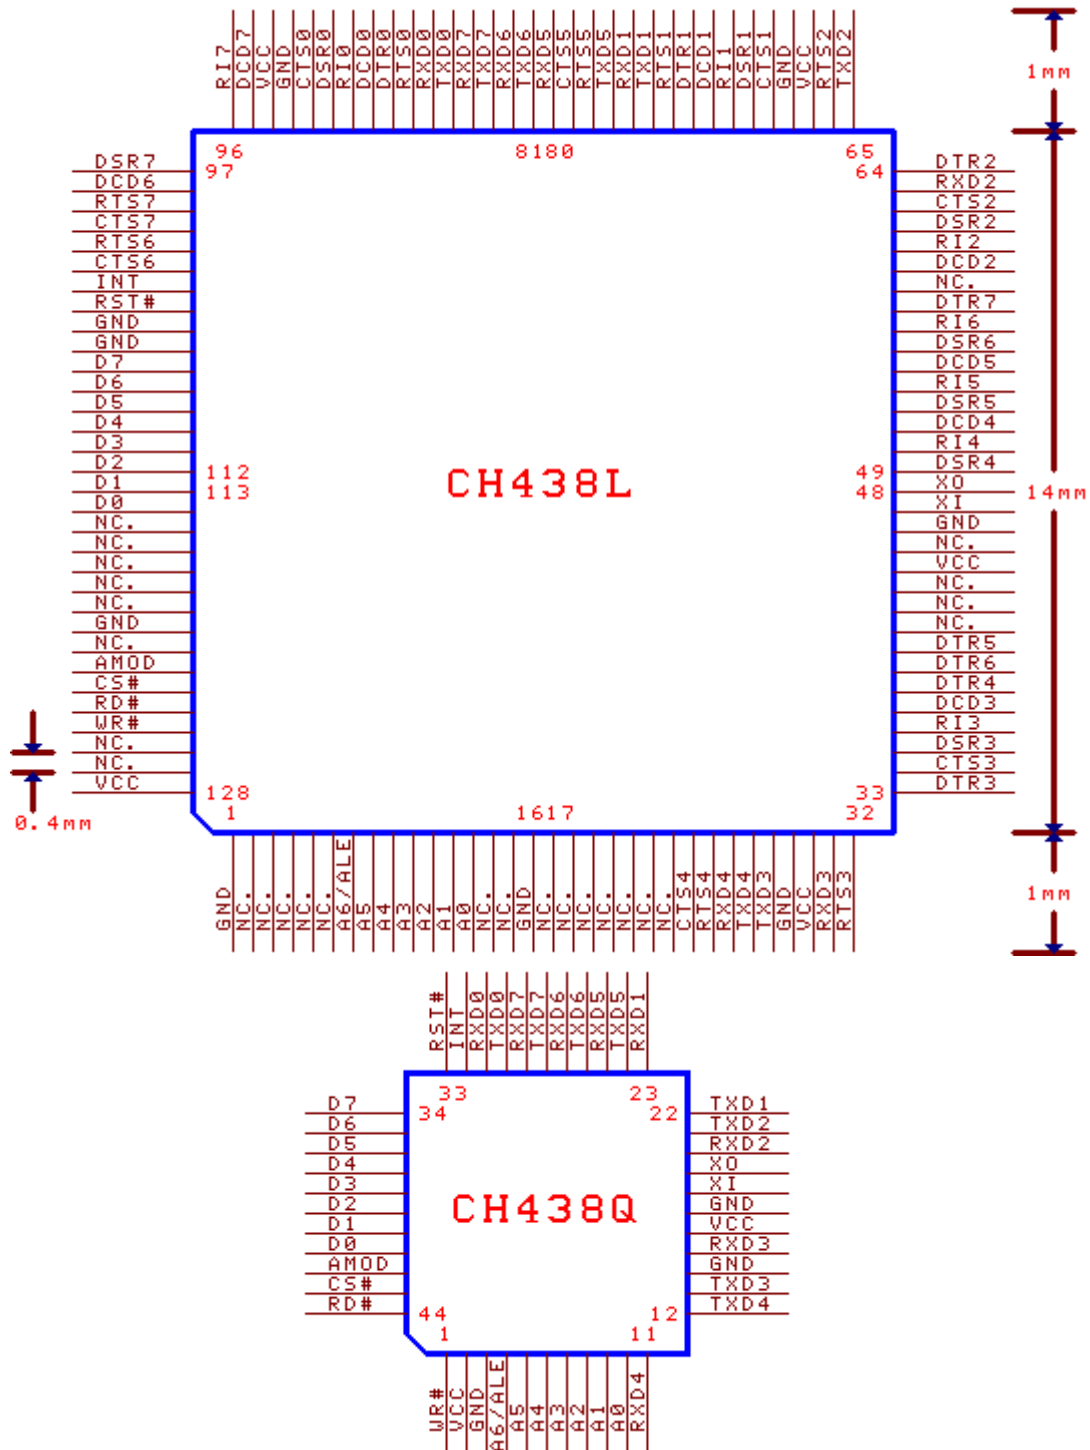 RI7
DCD7
VCC
GND
CTS0
DSR0
RI0
DCD0
DTR0
RTS0
RXD0
TXD0
RXD7
TXD7
RXD6
TXD6
RXD5
CTS5
RTS5
TXD5
RXD1
TXD1
RTS1
DTR1
DCD1
RI1
DSR1
CTS1
GND
VCC
RTS2
TXD2
1mm
96
8180
65
97
64
DSR7
DCD6
RTS7
CTS7
RTS6
CTS6
INT
RST#
GND
GND
D7
D6
D5
D4
D3
D2
D1
D0
NC.
NC.
NC.
NC.
NC.
GND
NC.
AMOD
CS#
RD#
WR#
NC.
NC.
VCC
112
113
CH438L
49
48
DTR2
RXD2
CTS2
DSR2
RI2
DCD2
NC.
DTR7
RI6
DSR6
DCD5
RI5
DSR5
DCD4
RI4
DSR4
XO
XI
GND
NC.
VCC
NC.
NC.
NC.
DTR5
DTR6
DTR4
DCD3
RI3
DSR3
CTS3
DTR3
14mm
0.4mm
128
33
1
1617
32
GND
NC.
NC.
NC.
NC.
NC.
A6/ALE
A5
A4
A3
A2
A1
A0
NC.
NC.
GND
NC.
NC.
NC.
NC.
NC.
NC.
CTS4
RTS4
RXD4
TXD4
TXD3
GND
VCC
RXD3
RTS3
1mm
RST#
INT
RXD0
TXD0
RXD7
TXD7
RXD6
TXD6
RXD5
TXD5
RXD1
33
23
34
22
D7
D6
D5
D4
D3
D2
D1
D0
AMOD
CS#
RD#
CH438Q
TXD1
TXD2
RXD2
XO
XI
GND
VCC
RXD3
GND
TXD3
TXD4
44
12
1
11
WR#
VCC
GND
A6/ALE
A5
A4
A3
A2
A1
A0
RXD4